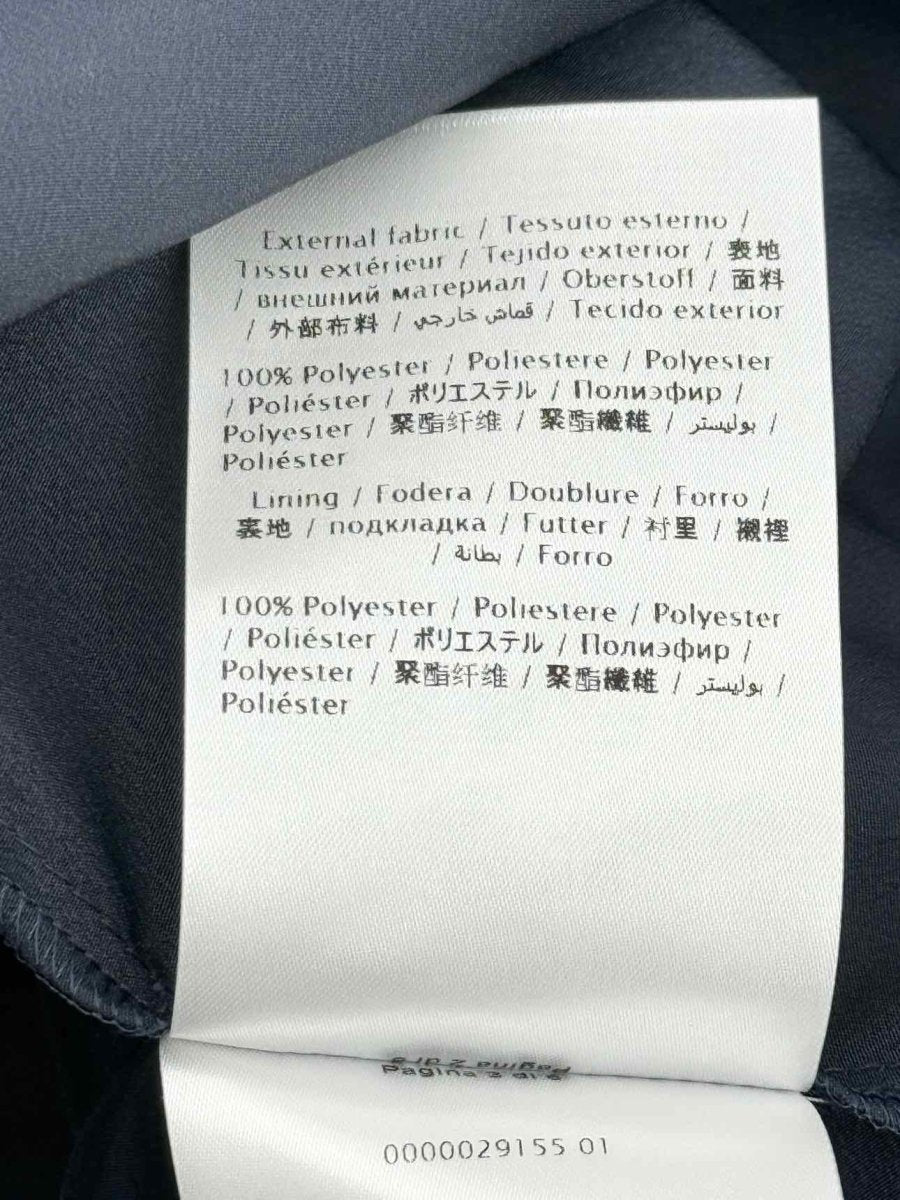 External fabric / Tessuto esterno /
Tissu extérieur / Tejido exterior / 表地
/ внешний материал / Oberstoff / 面料
/ 外部布料 / قماش خارجي / Tecido exterior
100% Polyester / Poliestere / Polyester
/ Poliéster / ポリエステル / Полиэфир /
Polyester / 聚酯纤维 / 聚酯纖維 / بوليستر /
Poliéster
Lining / Fodera / Doublure / Forro /
裏地 / подкладка / Futter / 衬里 / 襯裡
/ بطانة / Forro
100% Polyester / Poliestere / Polyester
/ Poliéster / ポリエステル / Полиэфир /
Polyester / 聚酯纤维 / 聚酯纖維 / بوليستر /
Poliéster
Pagina 2 di
Pagina di
0000029155 01